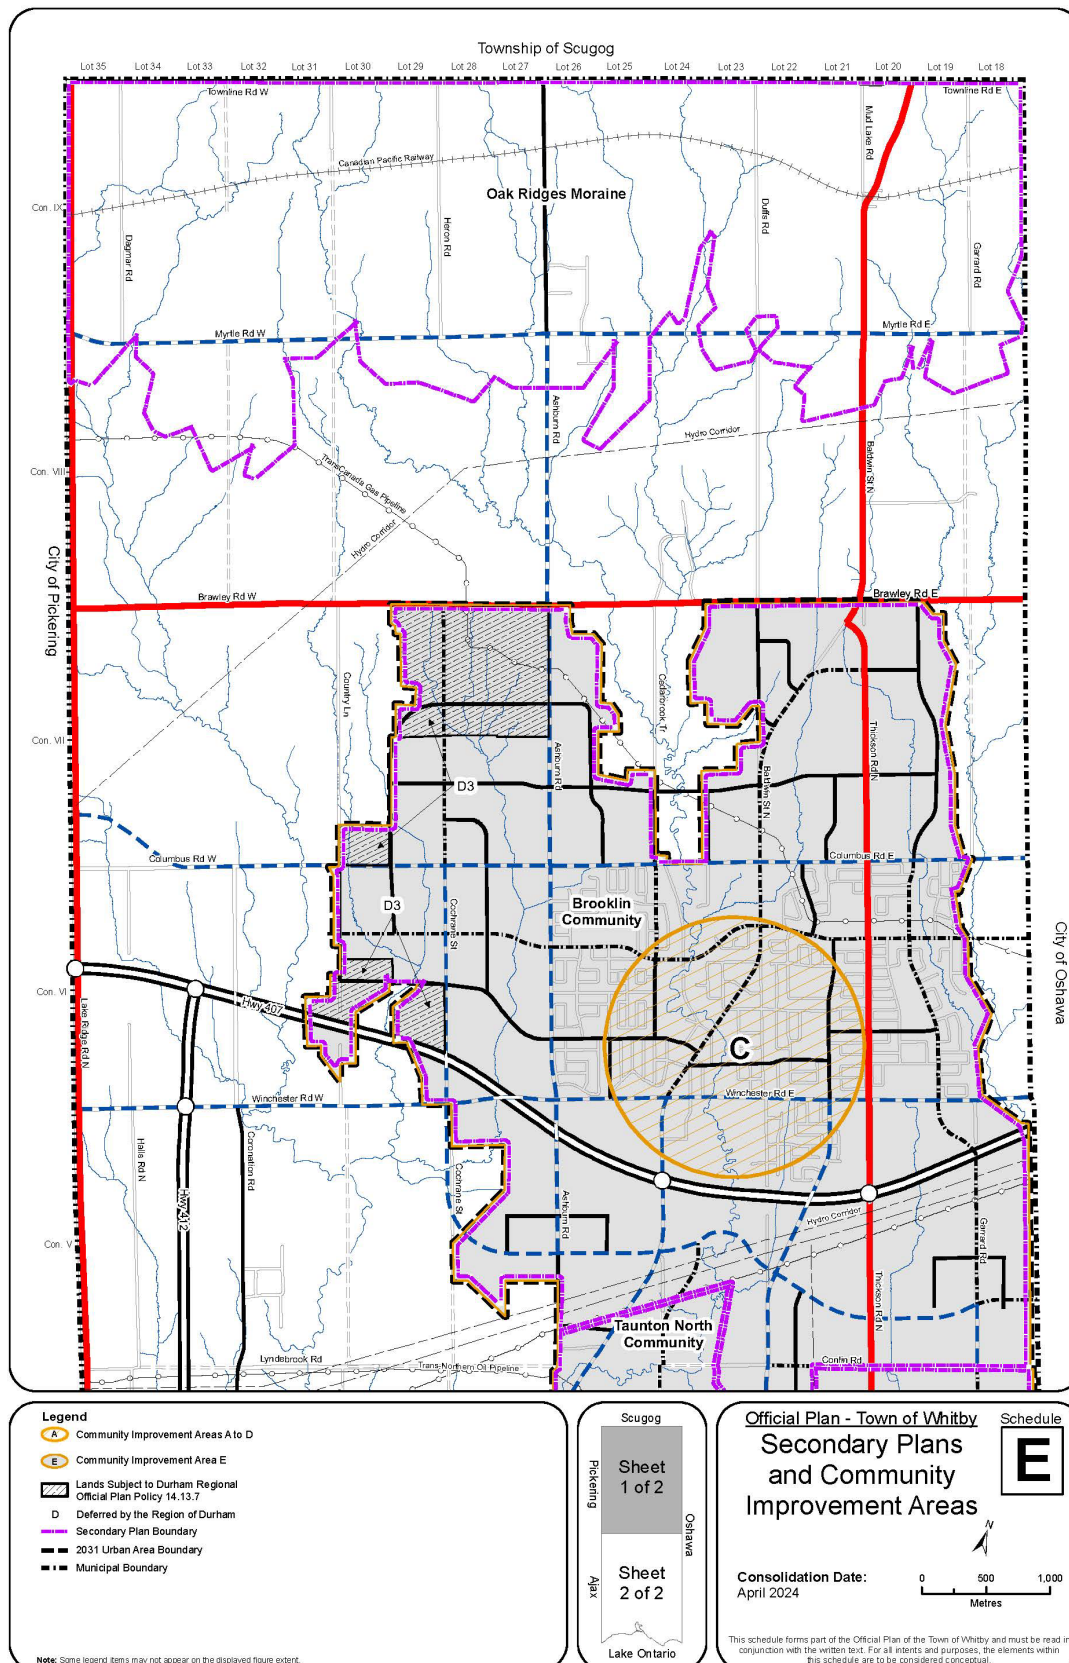 Township of Scugog
Lot 35 Lot 34 Lot 33 Lot 32 Lot 31 Lot 30 Lot 29 Lot 28 Lot 27 Lot 26 Lot 25 Lot 24 Lot 23 Lot 22 Lot 21 Lot 20 Lot 19 Lot 18
Townline Rd W
Townline Rd E
Mud Lake Rd
Canadian Pacific Railway
Oak Ridges Moraine
Con. IX
Dagmar Rd
Heron Rd
Duffs Rd
Garrard Rd
Myrtle Rd W
Myrtle Rd E
Ashburn Rd
Hydro Corridor
Baldwin St N
Con. VIII
TransCanada Gas Pipeline
Hydro Corridor
City of Pickering
Brawley Rd W
Brawley Rd E
Country Ln
Cedarbrook Tr
Con. VII
Ashburn Rd
Baldwin St N
Thickson Rd N
D3
Columbus Rd W
Columbus Rd E
D3
Cochrane St
Brooklin
Community
City of Oshawa
Con. VI
Lake Ridge Rd N
Hwy 407
C
Winchester Rd W
Winchester Rd E
Halls Rd N
Coronation Rd
Hwy 412
Cochrane St
Ashburn Rd
Hydro Corridor
Garrard Rd
Con. V
Thickson Rd N
Taunton North
Community
Lyndebrook Rd
Trans-Northern Oil Pipeline
Conlin Rd
Legend
A Community Improvement Areas A to D
E Community Improvement Area E
Lands Subject to Durham Regional
Official Plan Policy 14.13.7
D Deferred by the Region of Durham
Secondary Plan Boundary
2031 Urban Area Boundary
Municipal Boundary
Note: Some legend items may not appear on the displayed figure extent.
Scugog
Pickering
Sheet
1 of 2
Oshawa
Ajax
Sheet
2 of 2
Lake Ontario
Official Plan - Town of Whitby
Secondary Plans
and Community
Improvement Areas
Schedule
E
N
Consolidation Date:
April 2024
0 500 1,000
Metres
This schedule forms part of the Official Plan of the Town of Whitby and must be read in
conjunction with the written text. For all intents and purposes, the elements within
this schedule are to be considered conceptual.